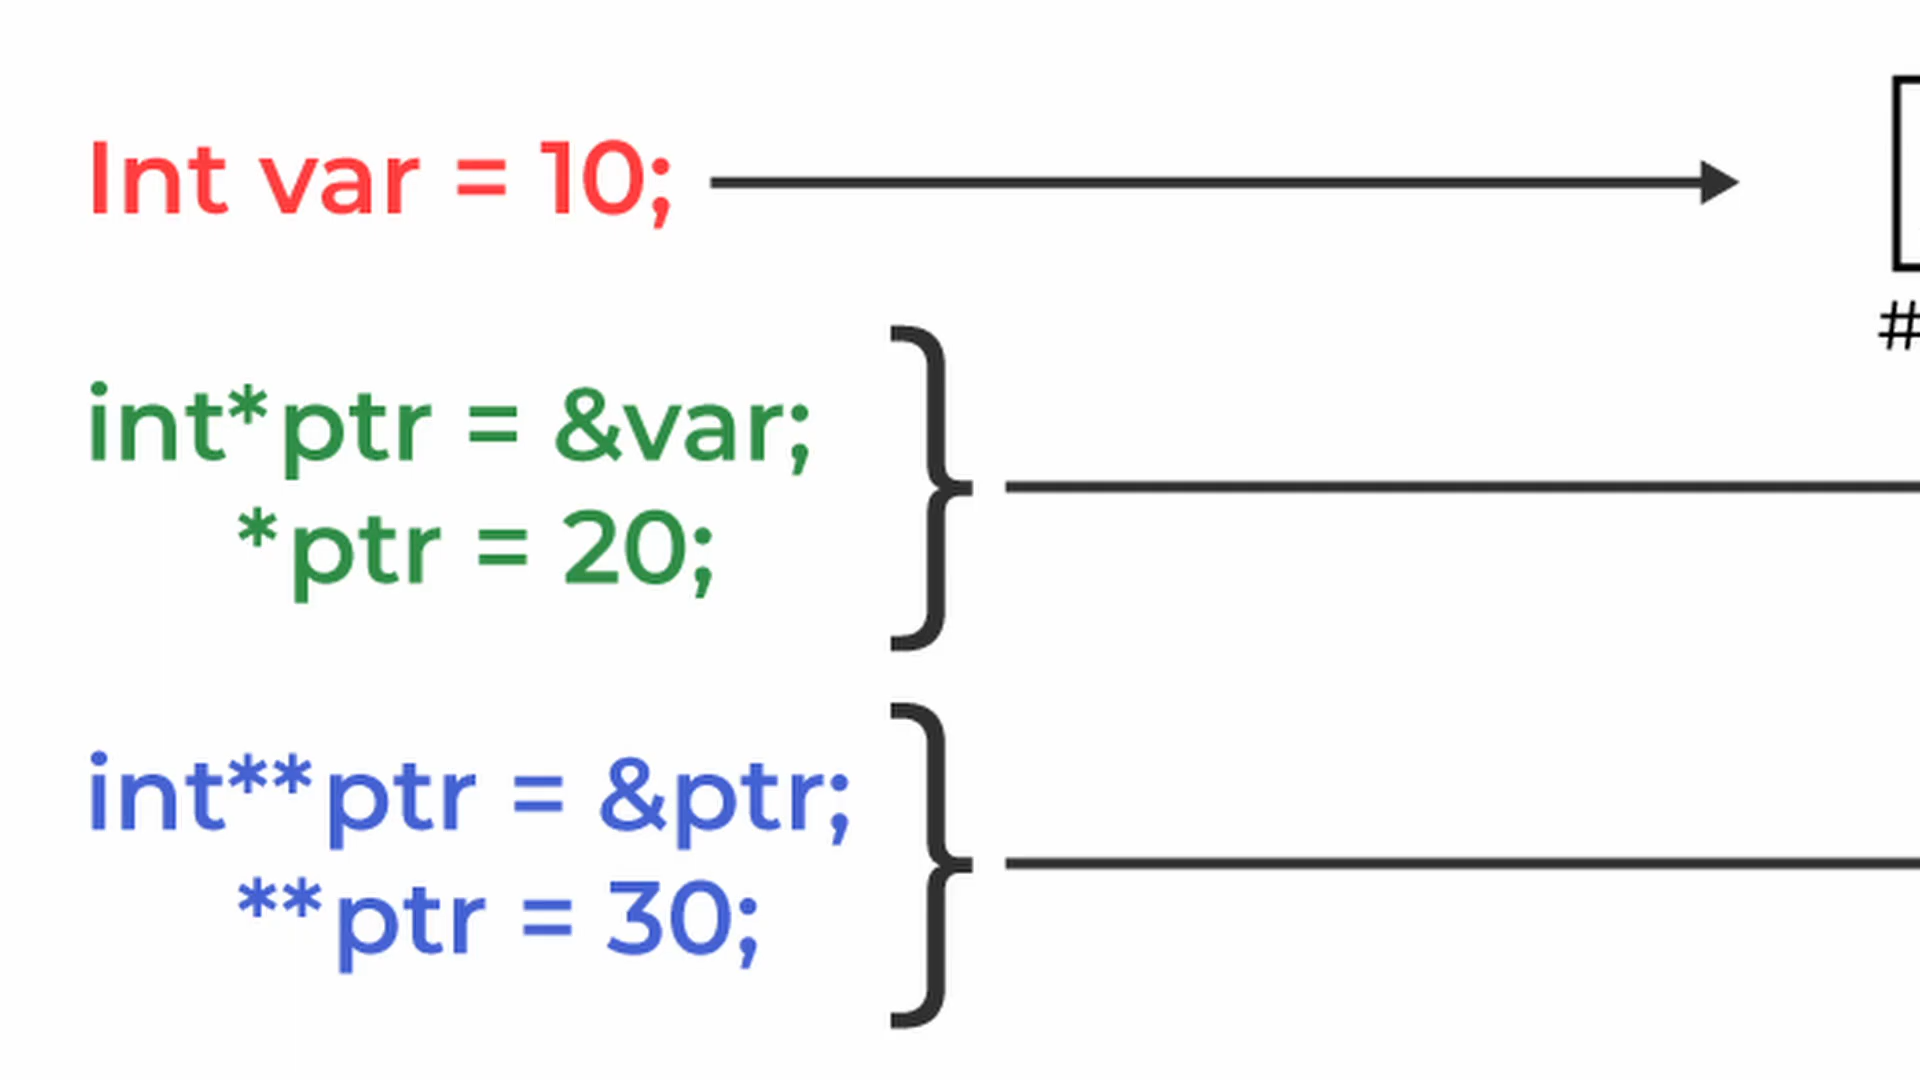 Int var = 10;
#
int*ptr = &var;
*ptr = 20;
int**ptr = &ptr;
**ptr = 30;